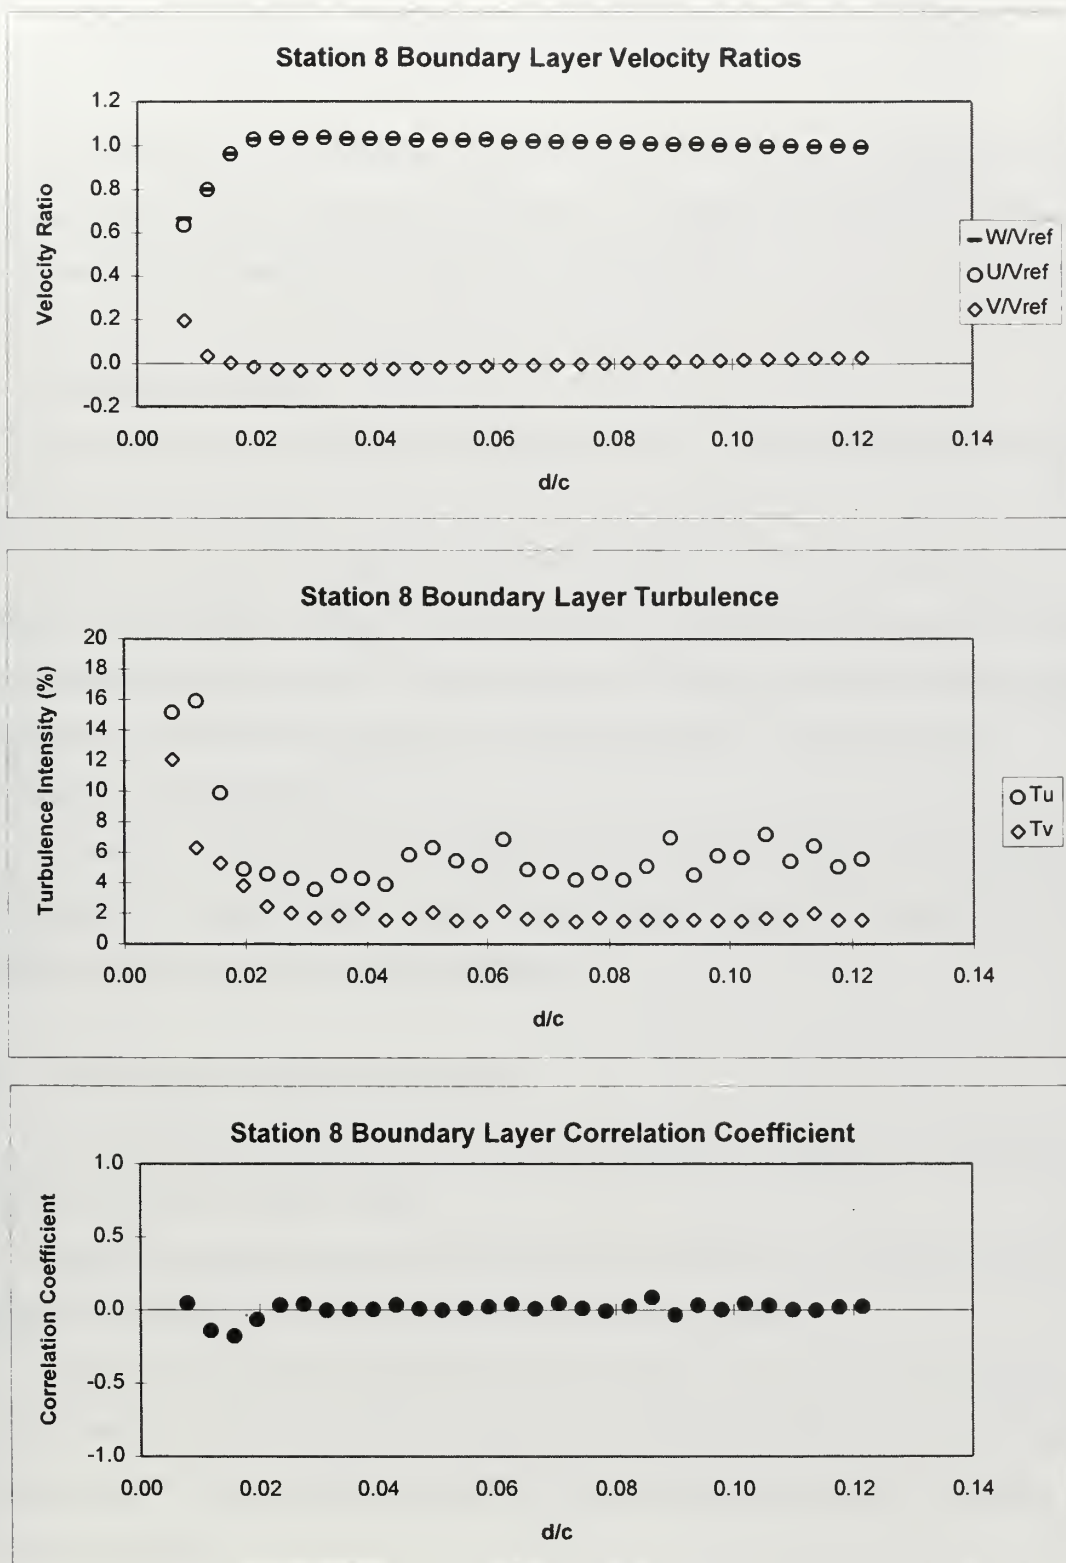 Station 8 Boundary Layer Velocity Ratios
1.2
1.0
0.8
0.6
0.4
0.2
0.0
-0.2
Velocity Ratio
0.00 0.02 0.04 0.06 0.08 0.10 0.12 0.14
d/c
W/Vref
U/Vref
V/Vref
Station 8 Boundary Layer Turbulence
20
18
16
14
12
10
8
6
4
2
0
Turbulence Intensity (%)
0.00 0.02 0.04 0.06 0.08 0.10 0.12 0.14
d/c
Tu
Tv
Station 8 Boundary Layer Correlation Coefficient
1.0
0.5
0.0
-0.5
-1.0
Correlation Coefficient
0.00 0.02 0.04 0.06 0.08 0.10 0.12 0.14
d/c